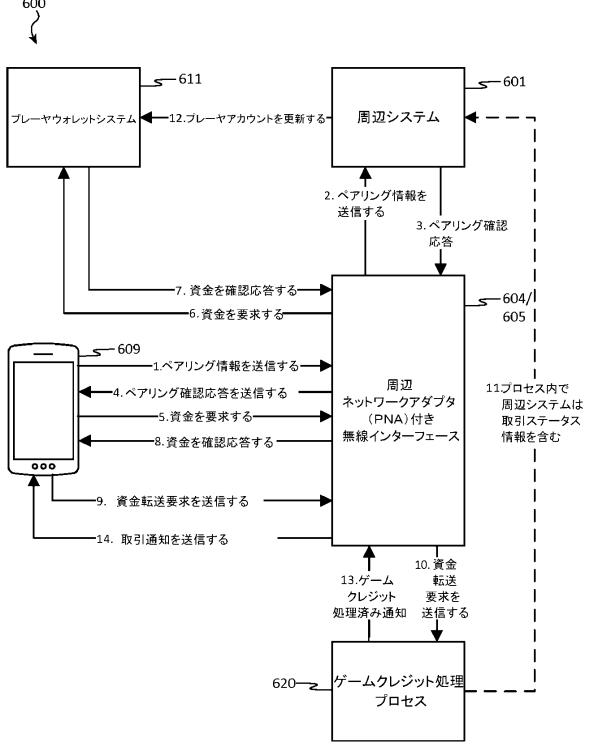 600
611
601
プレーヤウォレットシステム
12.プレーヤアカウントを更新する
周辺システム
2. ペアリング情報を
送信する
3. ペアリング確認
応答
7. 資金を確認応答する
6. 資金を要求する
604/
605
609
1.ペアリング情報を送信する
4. ペアリング確認応答を送信する
5. 資金を要求する
8. 資金を確認応答する
9. 資金転送要求を送信する
14. 取引通知を送信する
周辺
ネットワークアダプタ
(PNA)付き
無線インターフェース
11プロセス内で
周辺システムは
取引ステータス
情報を含む
13.ゲーム
クレジット
処理済み通知
10. 資金
転送
要求を
送信する
620
ゲームクレジット処理
プロセス